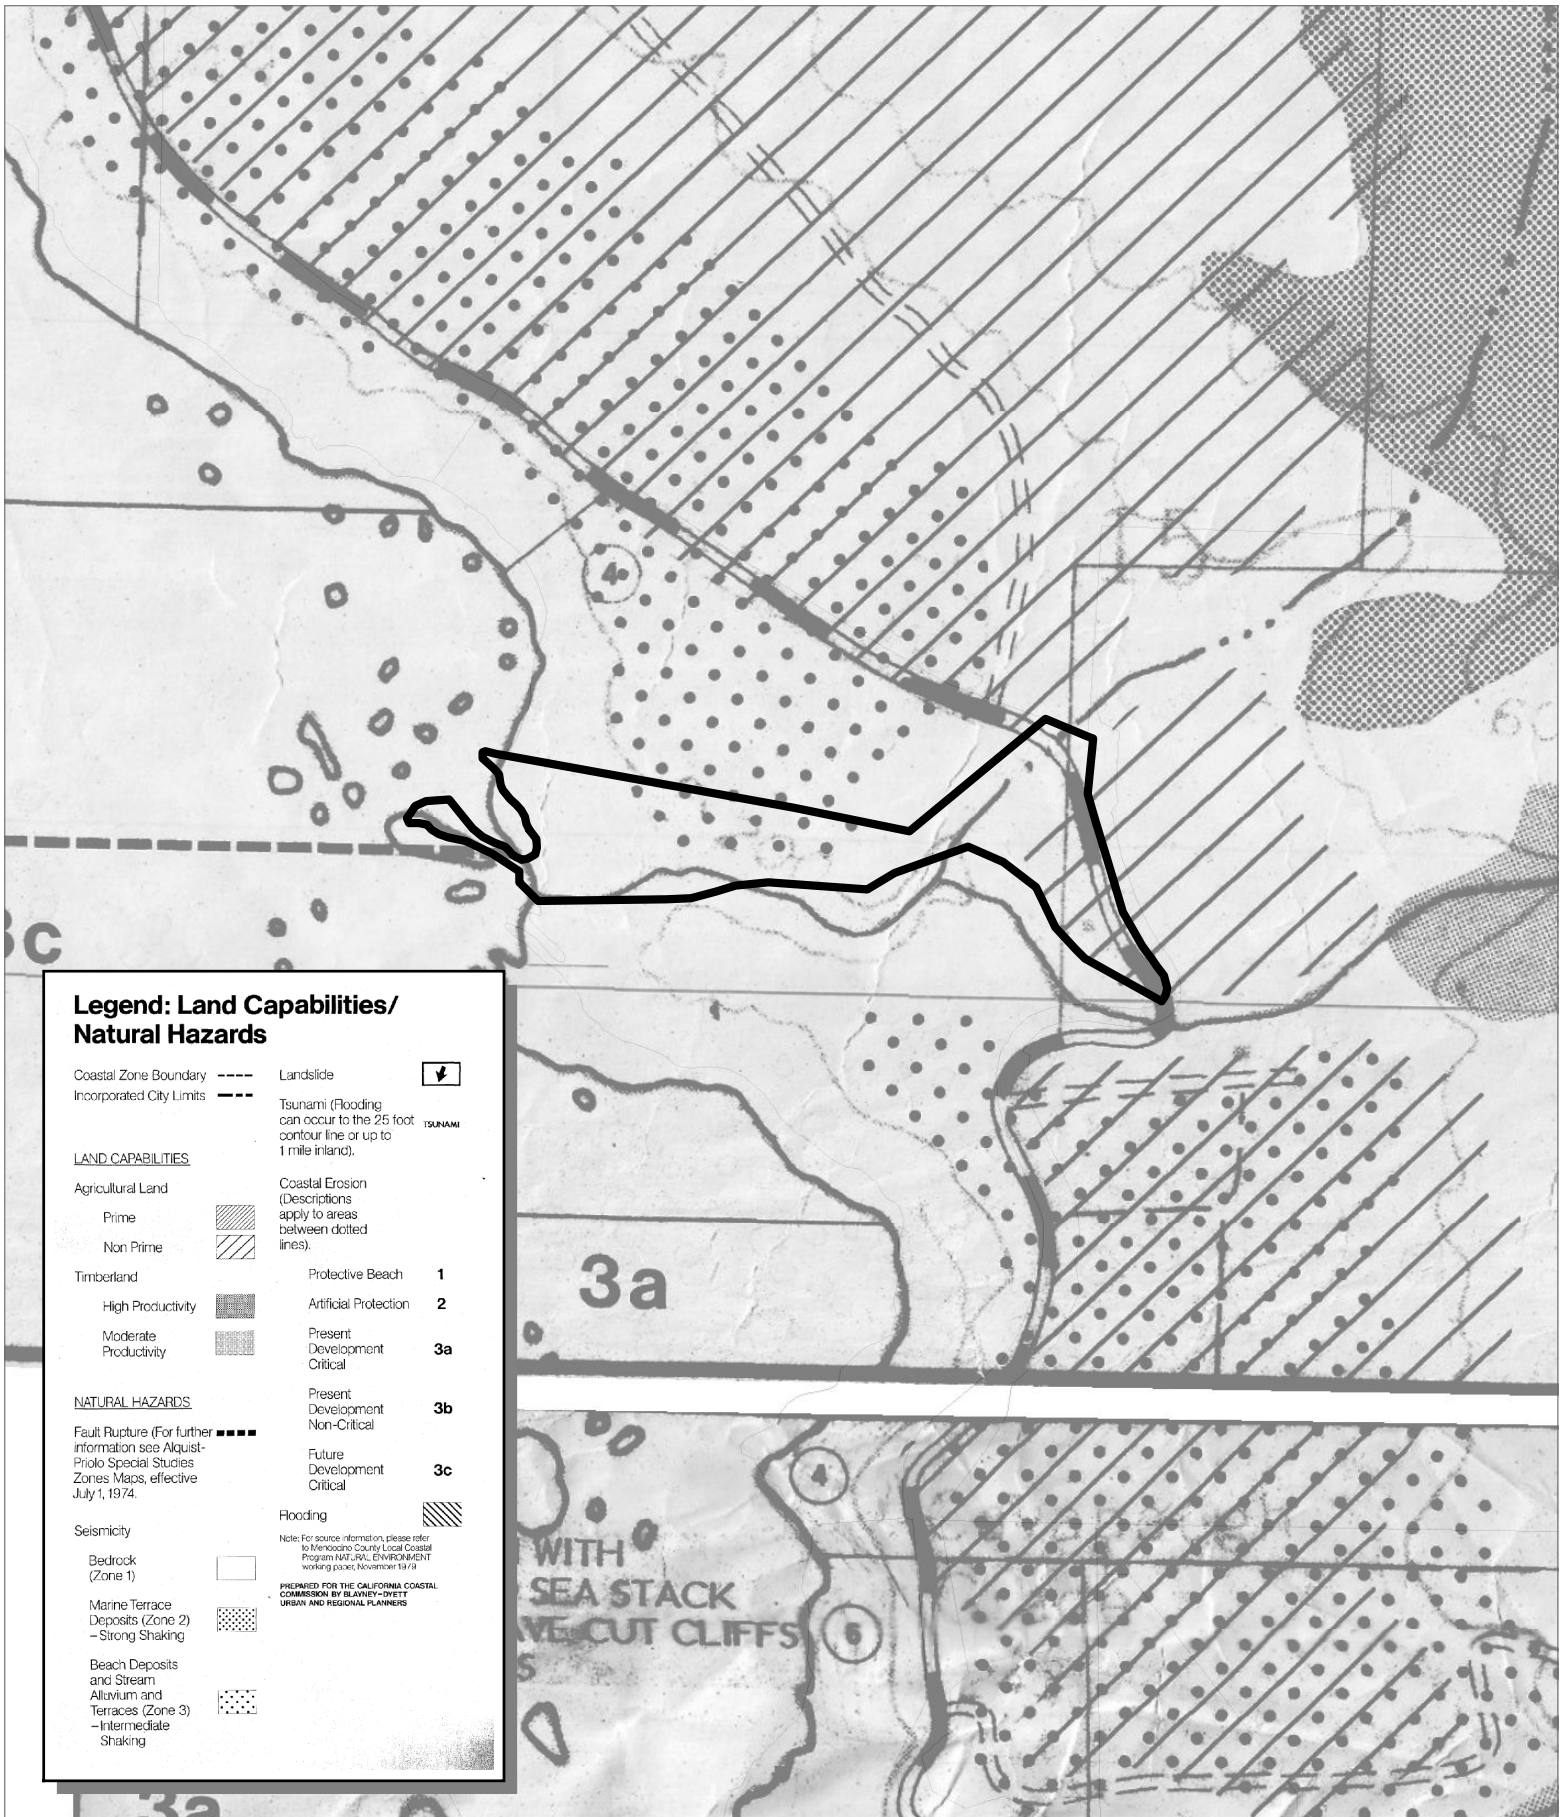 15
4
60
3c
Legend: Land Capabilities/
Natural Hazards
Coastal Zone Boundary
Incorporated City Limits
LAND CAPABILITIES
Agricultural Land
Prime
Non Prime
Timberland
High Productivity
Moderate
Productivity
NATURAL HAZARDS
Fault Rupture (For further
information see Alquist-
Priolo Special Studies
Zones Maps, effective
July 1, 1974.
Seismicity
Bedrock
(Zone 1)
Marine Terrace
Deposits (Zone 2)
–Strong Shaking
Beach Deposits
and Stream
Alluvium and
Terraces (Zone 3)
–Intermediate
Shaking
Landslide
Tsunami (Flooding
can occur to the 25 foot TSUNAMI
contour line or up to
1 mile inland).
Coastal Erosion
(Descriptions
apply to areas
between dotted
lines).
Protective Beach 1
Artificial Protection 2
Present
Development 3a
Critical
Present
Development 3b
Non-Critical
Future
Development 3c
Critical
Flooding
Note: For source information, please refer
to Mendocino County Local Coastal
Program NATURAL ENVIRONMENT
working paper, November 1979
PREPARED FOR THE CALIFORNIA COASTAL
COMMISSION BY BLAYNEY–DYETT
URBAN AND REGIONAL PLANNERS
3a
4
WITH
SEA STACK
CUT CLIFFS
6
3a